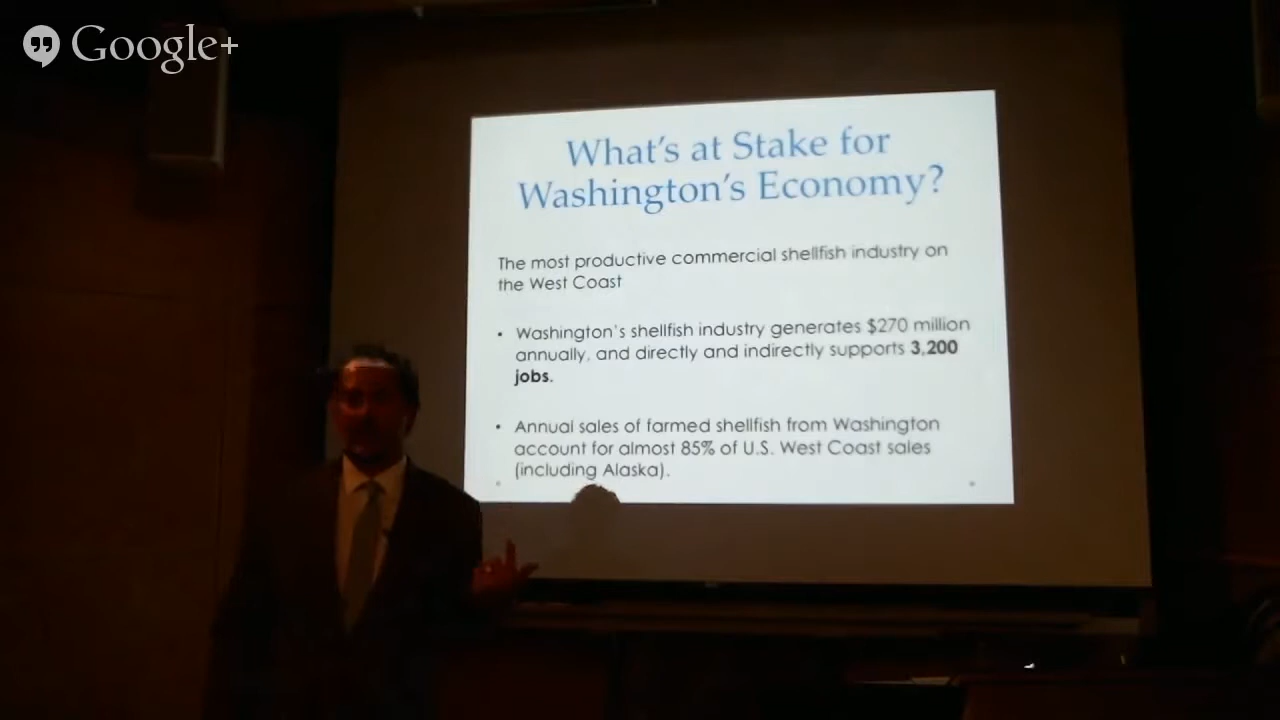 Google+
What's at Stake for
Washington's Economy?
The most productive commercial shellfish industry on
the West Coast
• Washington's shellfish industry generates $270 million
annually, and directly and indirectly supports 3,200
jobs.
• Annual sales of farmed shellfish from Washington
account for almost 85% of U.S. West Coast sales
(including Alaska).